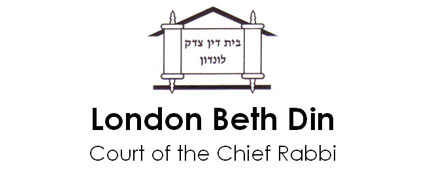 בית דין צדק
לונדון
London Beth Din
Court of the Chief Rabbi